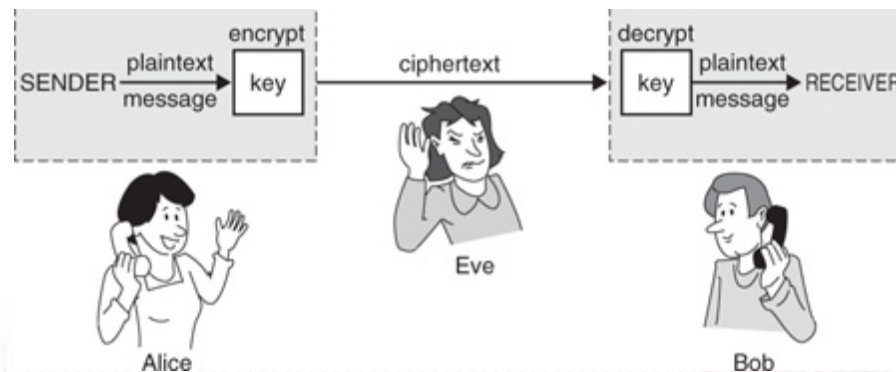 encrypt
decrypt
SENDER plaintext message key
ciphertext
key plaintext message RECEIVER
Eve
Alice
Bob